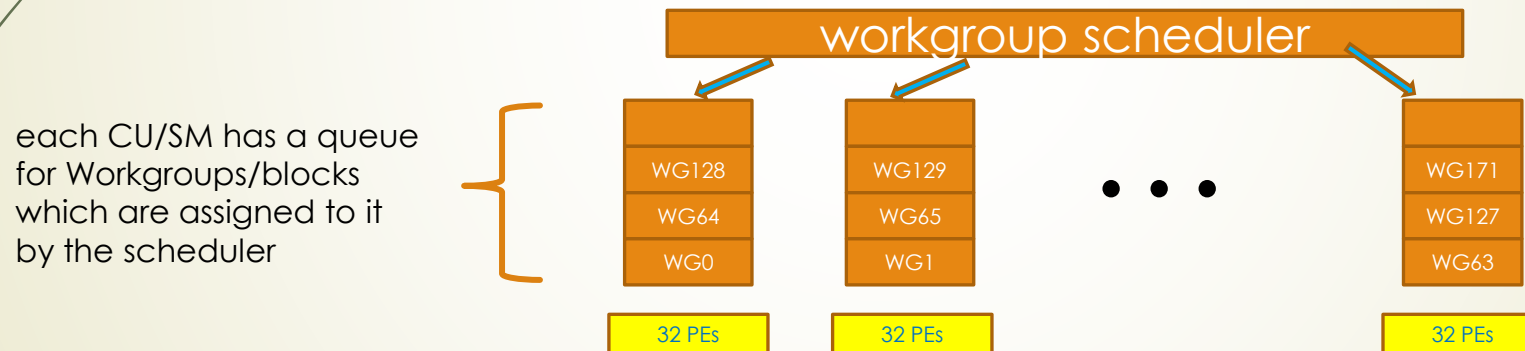 workgroup scheduler
each CU/SM has a queue
for Workgroups/blocks
which are assigned to it
by the scheduler
WG128 WG129 WG171
WG64 WG65 • • • WG127
WG0 WG1 WG63
32 PEs 32 PEs 32 PEs